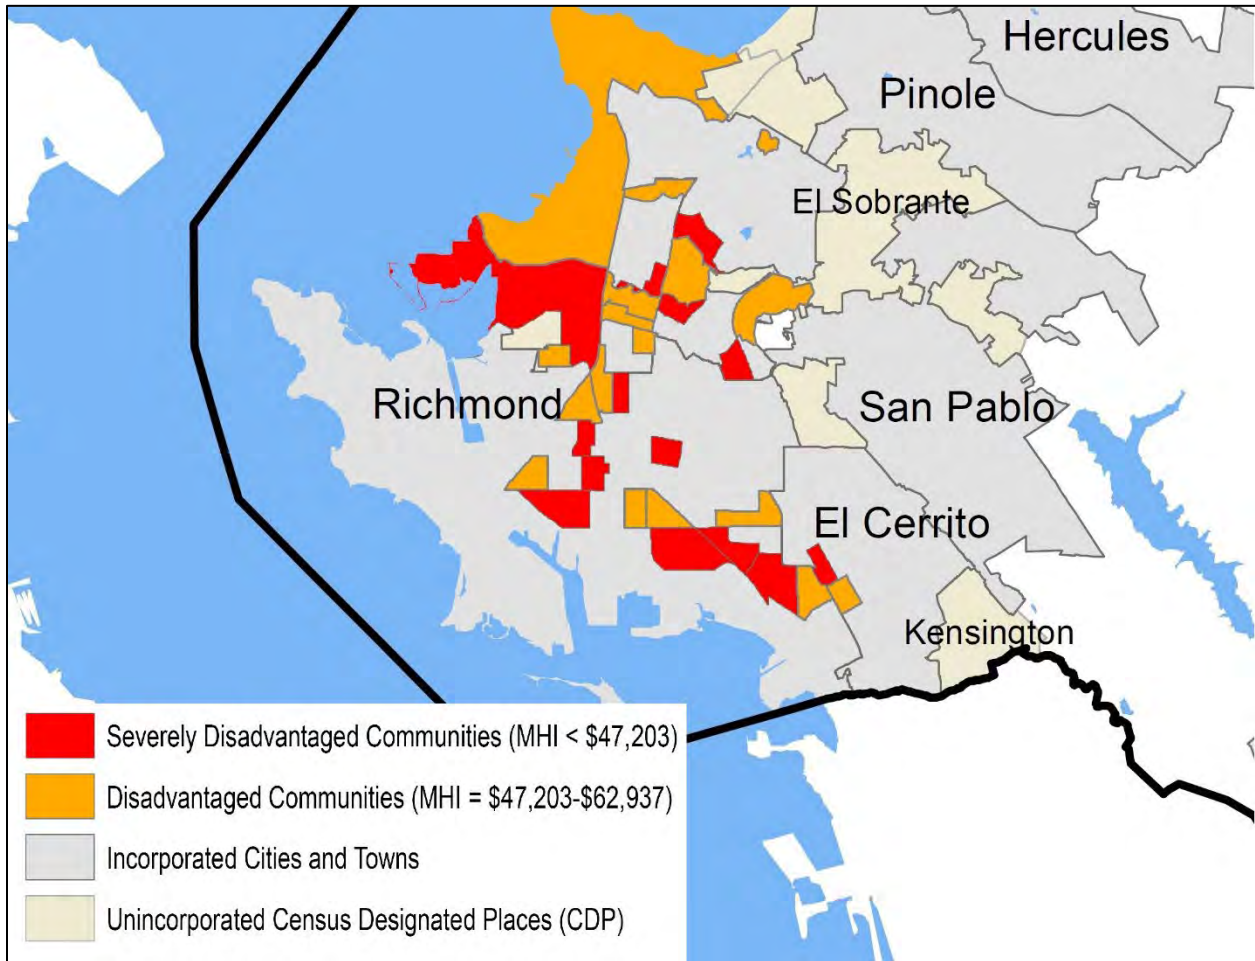 Hercules
Pinole
El Sobrante
Richmond
San Pablo
El Cerrito
Kensington
Severely Disadvantaged Communities (MHI < $47,203)
Disadvantaged Communities (MHI = $47,203-$62,937)
Incorporated Cities and Towns
Unincorporated Census Designated Places (CDP)